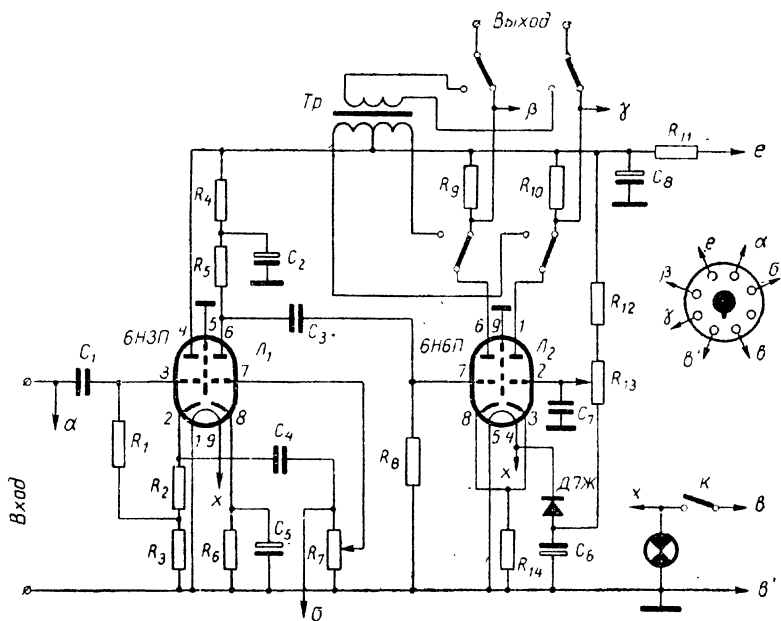 Выход
Тр
β
γ
R₁₁
e
R₄
R₉
R₁₀
C₈
C₂
R₅
e
α
β
б
γ
в'
в
C₃
R₁₂
4 5 6
6Н3П
Л₁
6 9 1
6Н6П
Л₂
C₁
3
7
7
2
R₁₃
α
2
1 9
8
8
5 4
3
C₇
R₁
C₄
R₈
x
x
Д7Ж
R₂
x
К
в
Вход
R₃
R₆
C₅
R₇
R₁₄
C₆
б
в'